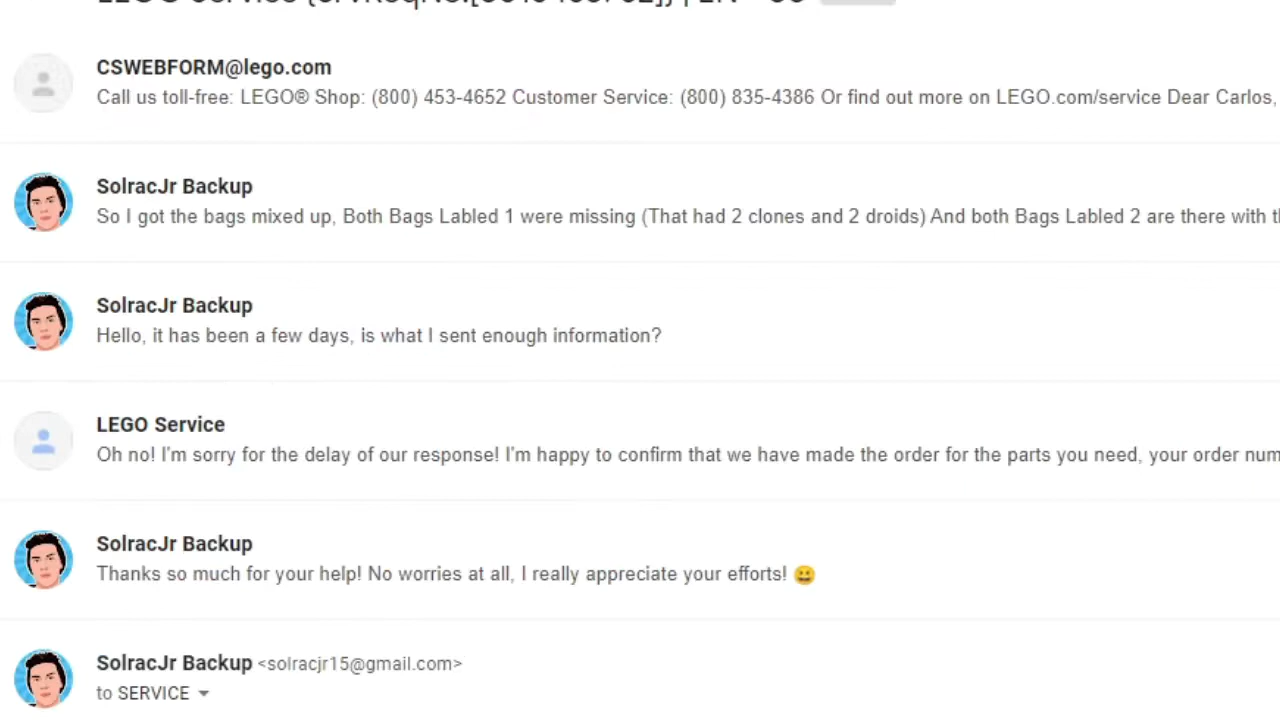 CSWEBFORM@lego.com
Call us toll-free: LEGO® Shop: (800) 453-4652 Customer Service: (800) 835-4386 Or find out more on LEGO.com/service Dear Carlos,
SolracJr Backup
So I got the bags mixed up, Both Bags Labled 1 were missing (That had 2 clones and 2 droids) And both Bags Labled 2 are there with
SolracJr Backup
Hello, it has been a few days, is what I sent enough information?
LEGO Service
Oh no! I'm sorry for the delay of our response! I'm happy to confirm that we have made the order for the parts you need, your order num
SolracJr Backup
Thanks so much for your help! No worries at all, I really appreciate your efforts! 😀
SolracJr Backup <solracjr15@gmail.com>
to SERVICE